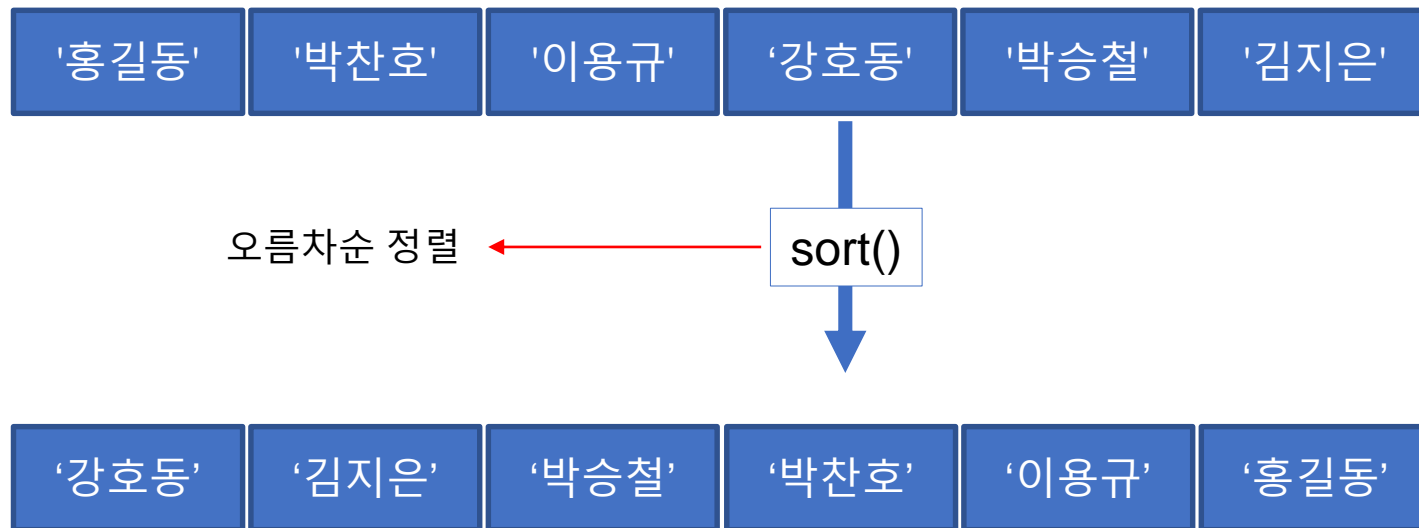 '홍길동' '박찬호' '이용규' ‘강호동' '박승철' '김지은'
오름차순 정렬 sort()
‘강호동’ ‘김지은’ ‘박승철’ ‘박찬호’ ‘이용규’ ‘홍길동’